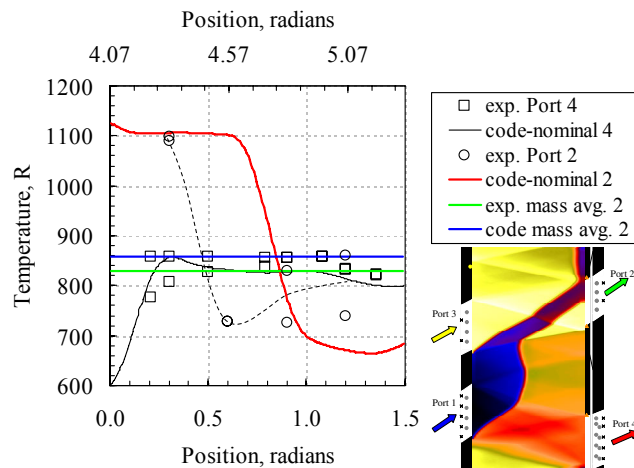 Position, radians
4.07 4.57 5.07
1200
1100
1000
900
800
700
600
Temperature, R
0.0 0.5 1.0 1.5
Position, radians
exp. Port 4
code-nominal 4
exp. Port 2
code-nominal 2
exp. mass avg. 2
code mass avg. 2
Port 2
Port 3
Port 1
Port 4